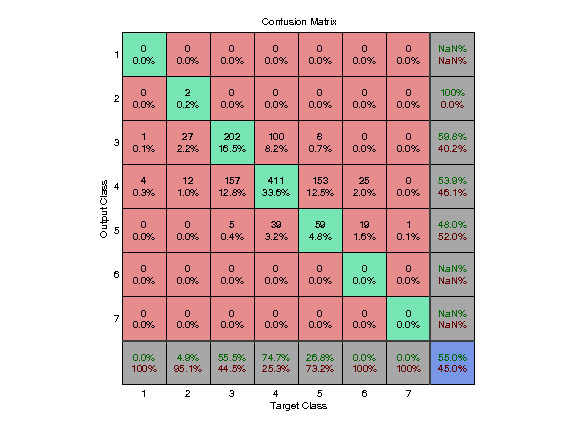 Confusion Matrix
1 0 0 0 0 0 0 0 NaN%
0.0% 0.0% 0.0% 0.0% 0.0% 0.0% 0.0% NaN%
2 0 2 0 0 0 0 0 100%
0.0% 0.2% 0.0% 0.0% 0.0% 0.0% 0.0% 0.0%
3 1 27 202 100 8 0 0 59.8%
0.1% 2.2% 16.5% 8.2% 0.7% 0.0% 0.0% 40.2%
4 4 12 157 411 153 25 0 53.9%
0.3% 1.0% 12.8% 33.6% 12.5% 2.0% 0.0% 46.1%
5 0 0 5 39 59 19 1 48.0%
0.0% 0.0% 0.4% 3.2% 4.8% 1.6% 0.1% 52.0%
6 0 0 0 0 0 0 0 NaN%
0.0% 0.0% 0.0% 0.0% 0.0% 0.0% 0.0% NaN%
7 0 0 0 0 0 0 0 NaN%
0.0% 0.0% 0.0% 0.0% 0.0% 0.0% 0.0% NaN%
0.0% 4.9% 55.5% 74.7% 26.8% 0.0% 0.0% 55.0%
100% 95.1% 44.5% 25.3% 73.2% 100% 100% 45.0%
1 2 3 4 5 6 7
Target Class
Output Class